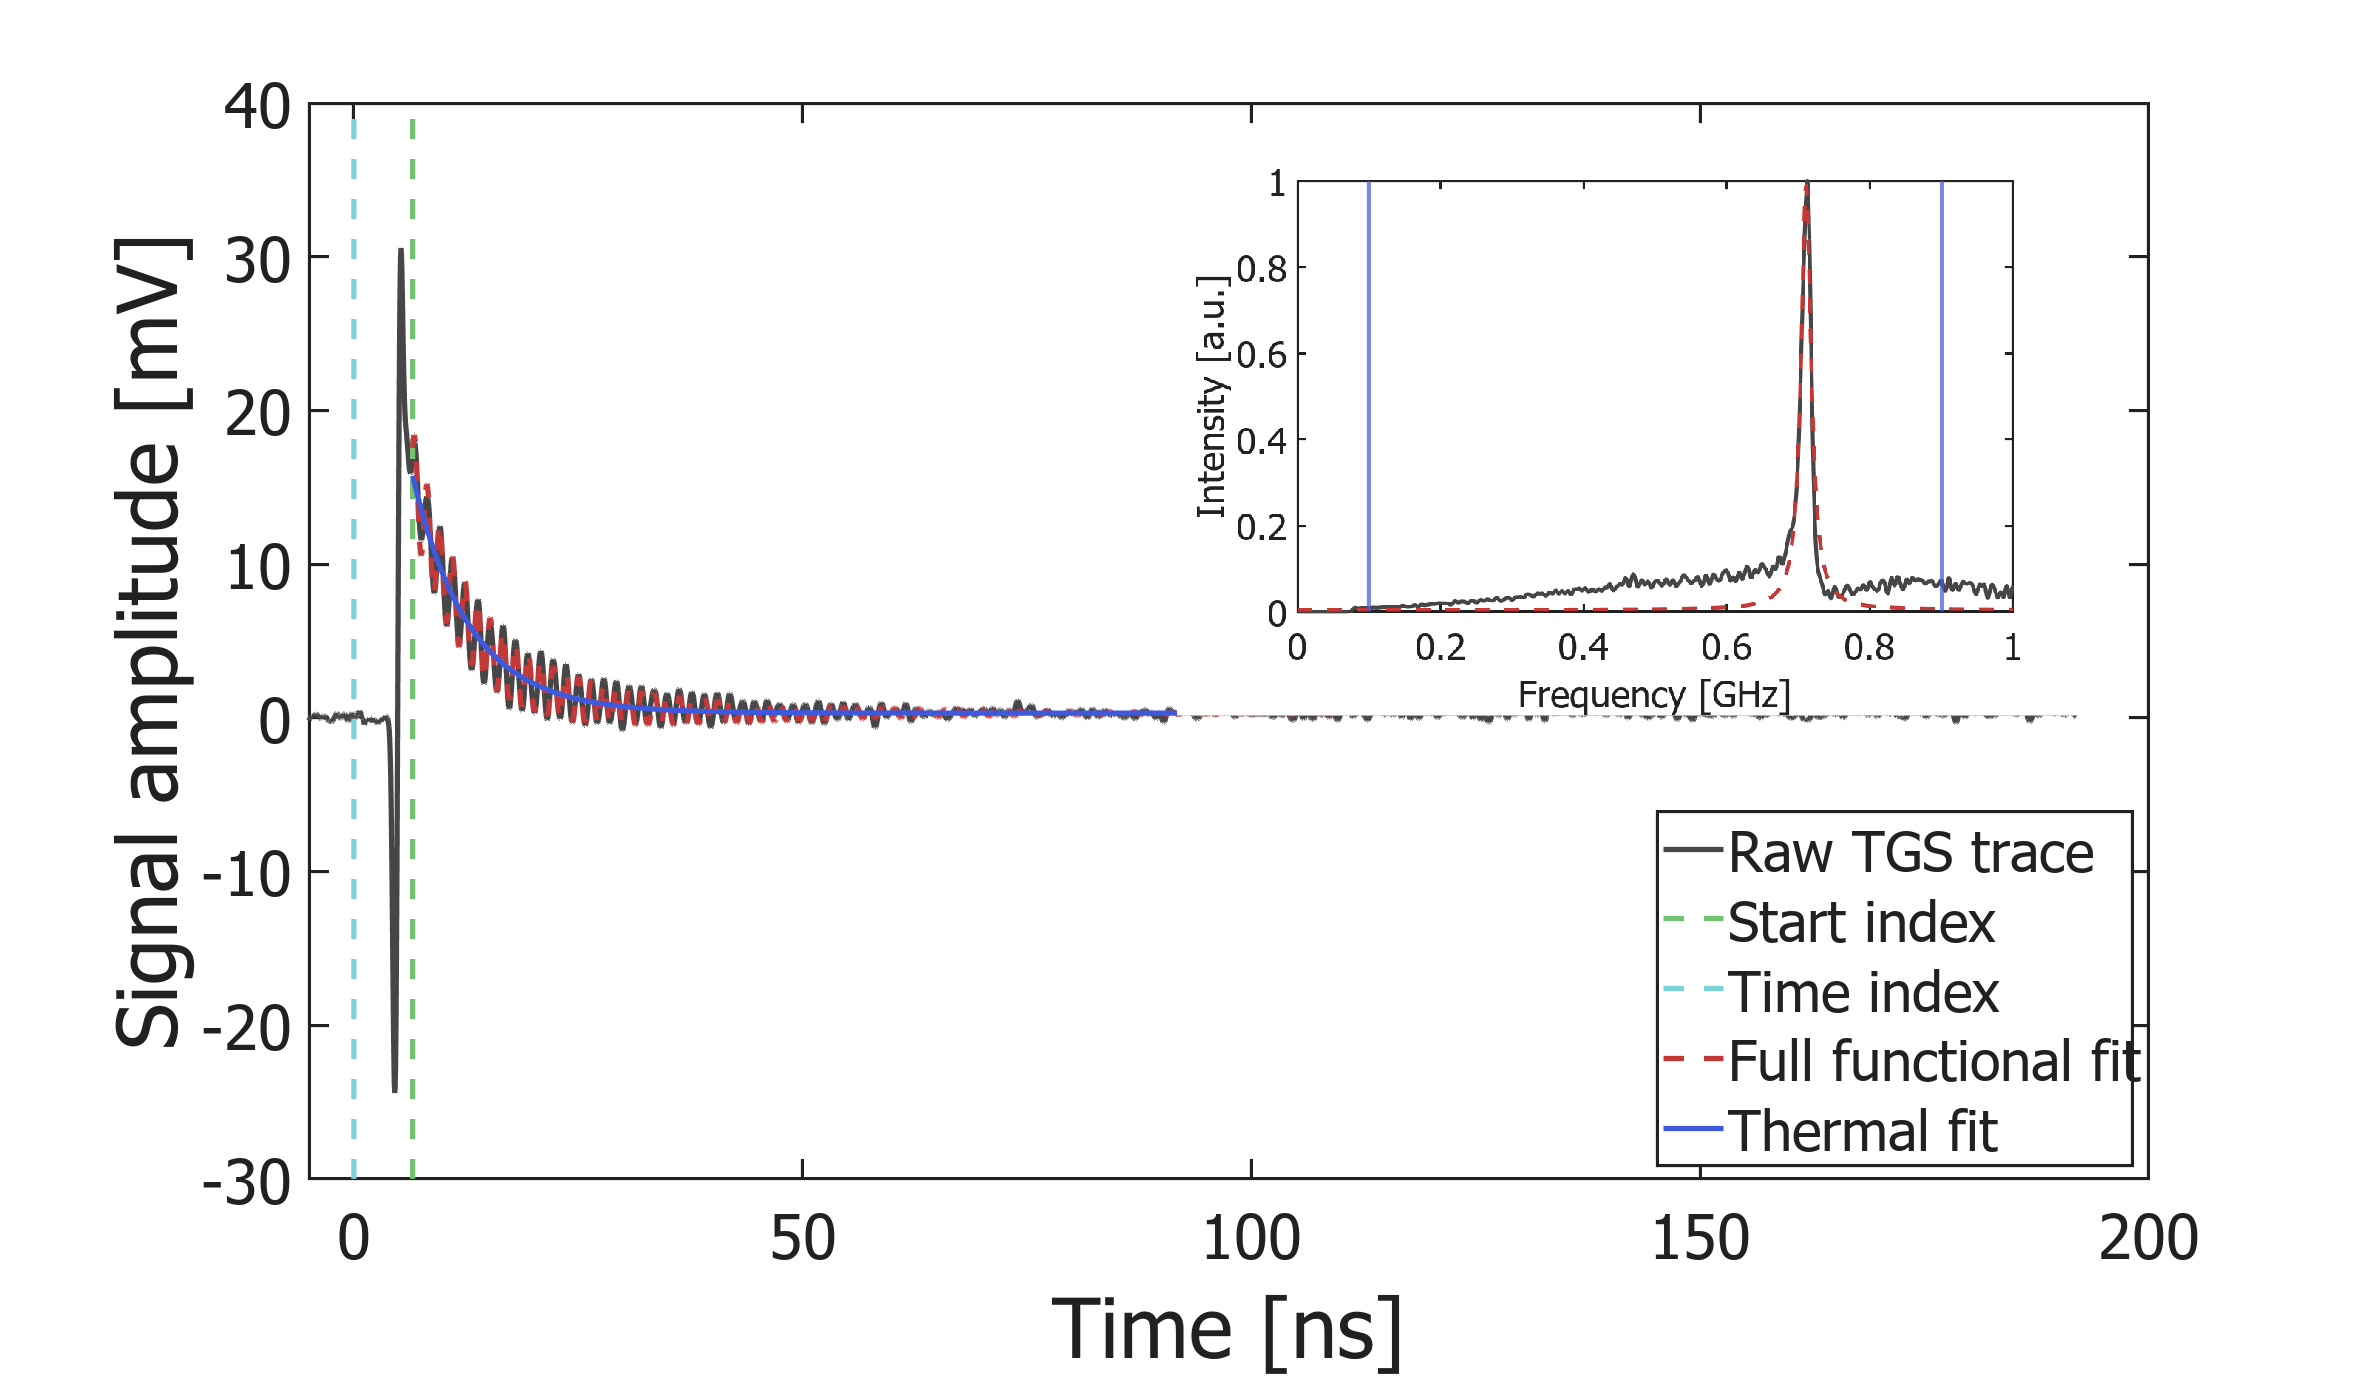 40
30
20
10
0
-10
-20
-30
Signal amplitude [mV]
0
50
100
150
200
Time [ns]
1
0.8
0.6
0.4
0.2
0
Intensity [a.u.]
0
0.2
0.4
0.6
0.8
1
Frequency [GHz]
Raw TGS trace
Start index
Time index
Full functional fit
Thermal fit